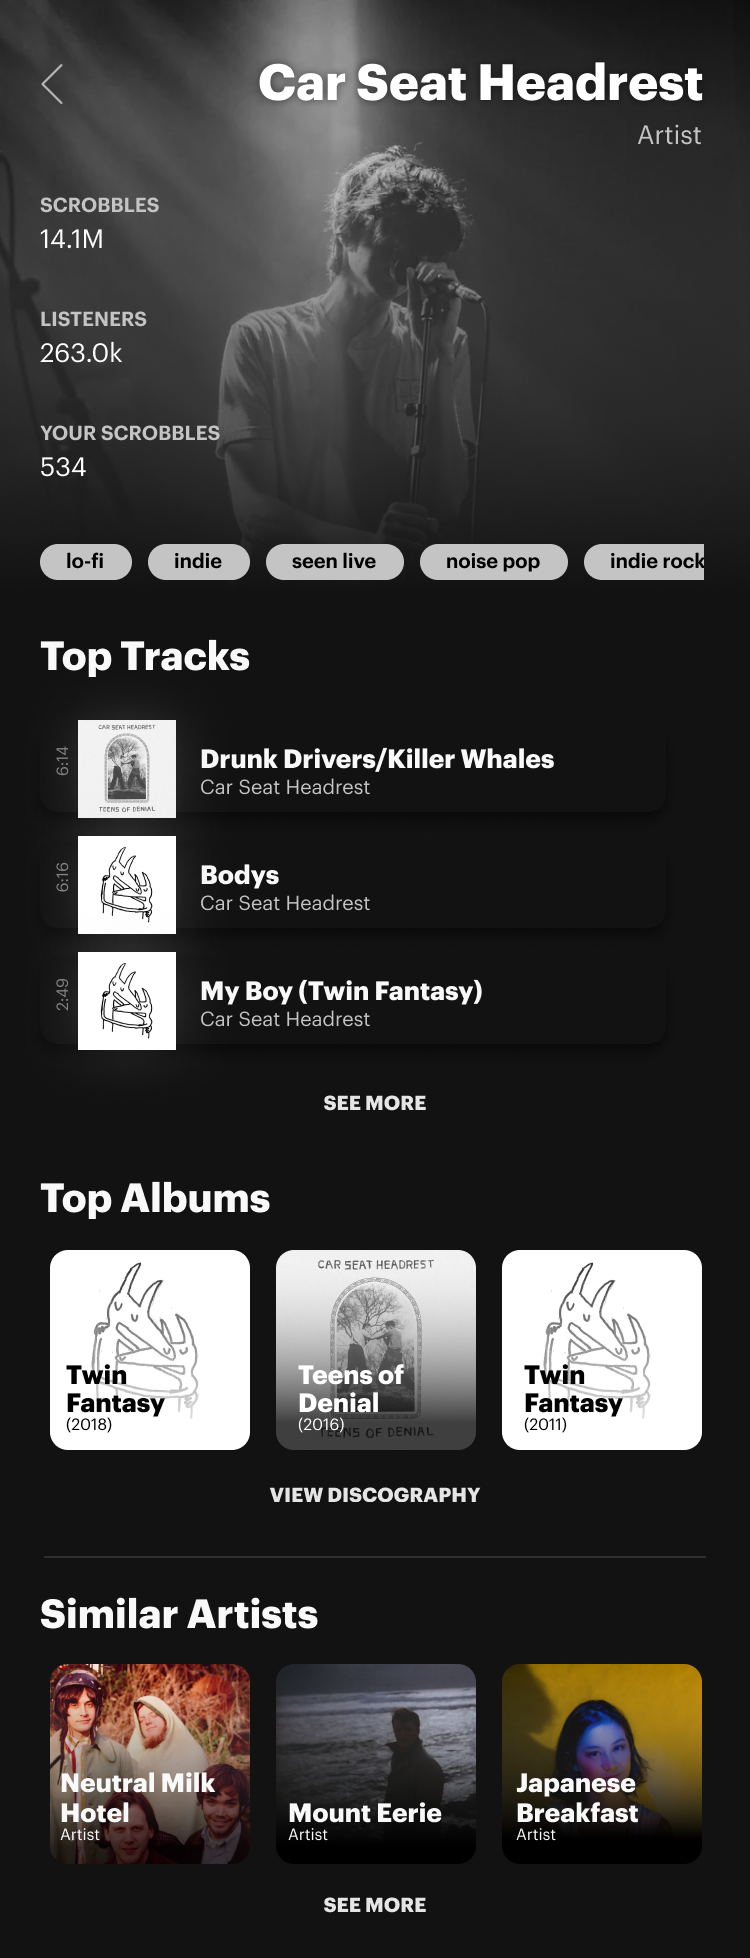 Car Seat Headrest
Artist
SCROBBLES
14.1M
LISTENERS
263.0k
YOUR SCROBBLES
534
lo-fi
indie
seen live
noise pop
indie rock
Top Tracks
6:14
CAR SEAT HEADREST
TEENS OF DENIAL
Drunk Drivers/Killer Whales
Car Seat Headrest
6:16
Bodys
Car Seat Headrest
2:49
My Boy (Twin Fantasy)
Car Seat Headrest
SEE MORE
Top Albums
Twin
Fantasy
(2018)
CAR SEAT HEADREST
Teens of
Denial
(2016)
TEENS OF DENIAL
Twin
Fantasy
(2011)
VIEW DISCOGRAPHY
Similar Artists
Neutral Milk
Hotel
Artist
Mount Eerie
Artist
Japanese
Breakfast
Artist
SEE MORE